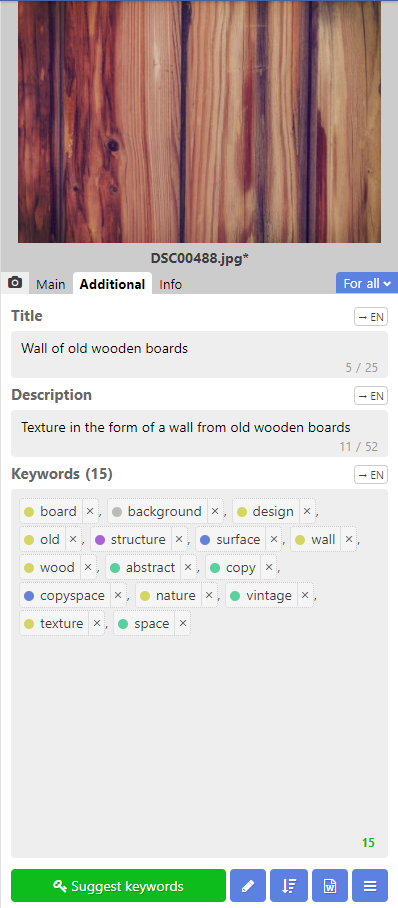 DSC00488.jpg*
Main Additional Info For all
Title → EN
Wall of old wooden boards
5 / 25
Description → EN
Texture in the form of a wall from old wooden boards
11 / 52
Keywords (15) → EN
board ×, background ×, design ×,
old ×, structure ×, surface ×, wall ×,
wood ×, abstract ×, copy ×,
copyspace ×, nature ×, vintage ×,
texture ×, space ×
15
Suggest keywords